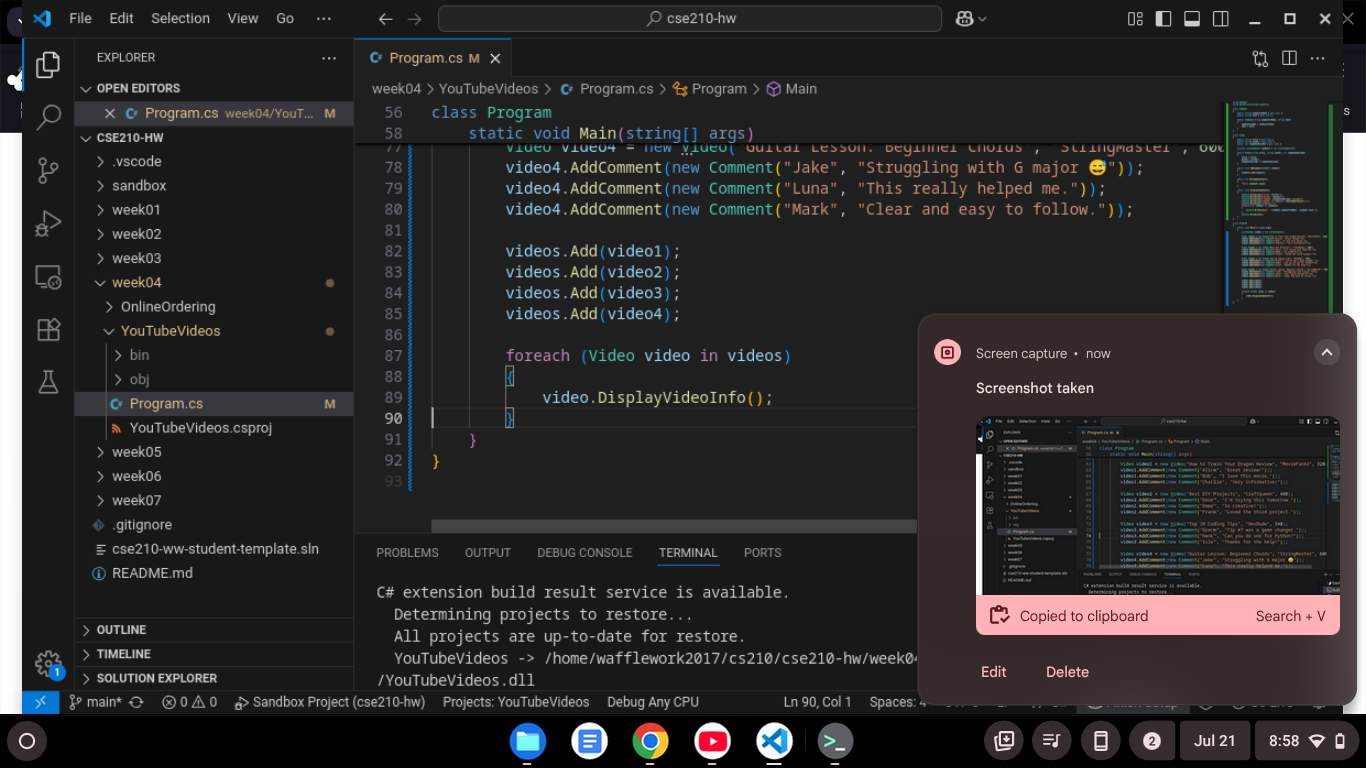 File Edit Selection View Go ··· cse210-hw
EXPLORER ···
OPEN EDITORS
Program.cs week04/YouT... M
CSE210-HW
.vscode
sandbox
week01
week02
week03
week04
OnlineOrdering
YouTubeVideos
bin
obj
Program.cs M
YouTubeVideos.csproj
week05
week06
week07
.gitignore
cse210-ww-student-template.sln
README.md
OUTLINE
TIMELINE
SOLUTION EXPLORER
Program.cs M
week04 > YouTubeVideos > Program.cs > Program > Main
56 class Program
58 static void Main(string[] args)
77 Video video4 = new Video("Guitar Lesson: Beginner Chords", "StringMaster", 600
78 video4.AddComment(new Comment("Jake", "Struggling with G major 😅"));
79 video4.AddComment(new Comment("Luna", "This really helped me."));
80 video4.AddComment(new Comment("Mark", "Clear and easy to follow."));
81
82 videos.Add(video1);
83 videos.Add(video2);
84 videos.Add(video3);
85 videos.Add(video4);
86
87 foreach (Video video in videos)
88 {
89 video.DisplayVideoInfo();
90 }
91 }
92 }
93
PROBLEMS OUTPUT DEBUG CONSOLE TERMINAL PORTS
C# extension build result service is available.
Determining projects to restore...
All projects are up-to-date for restore.
YouTubeVideos -> /home/wafflework2017/cs210/cse210-hw/week04
/YouTubeVideos.dll
Screen capture • now
Screenshot taken
Copied to clipboard Search + V
Edit Delete
main* 0 0 Sandbox Project (cse210-hw) Projects: YouTubeVideos Debug Any CPU Ln 90, Col 1 Spaces: 4
1
2 Jul 21 8:58